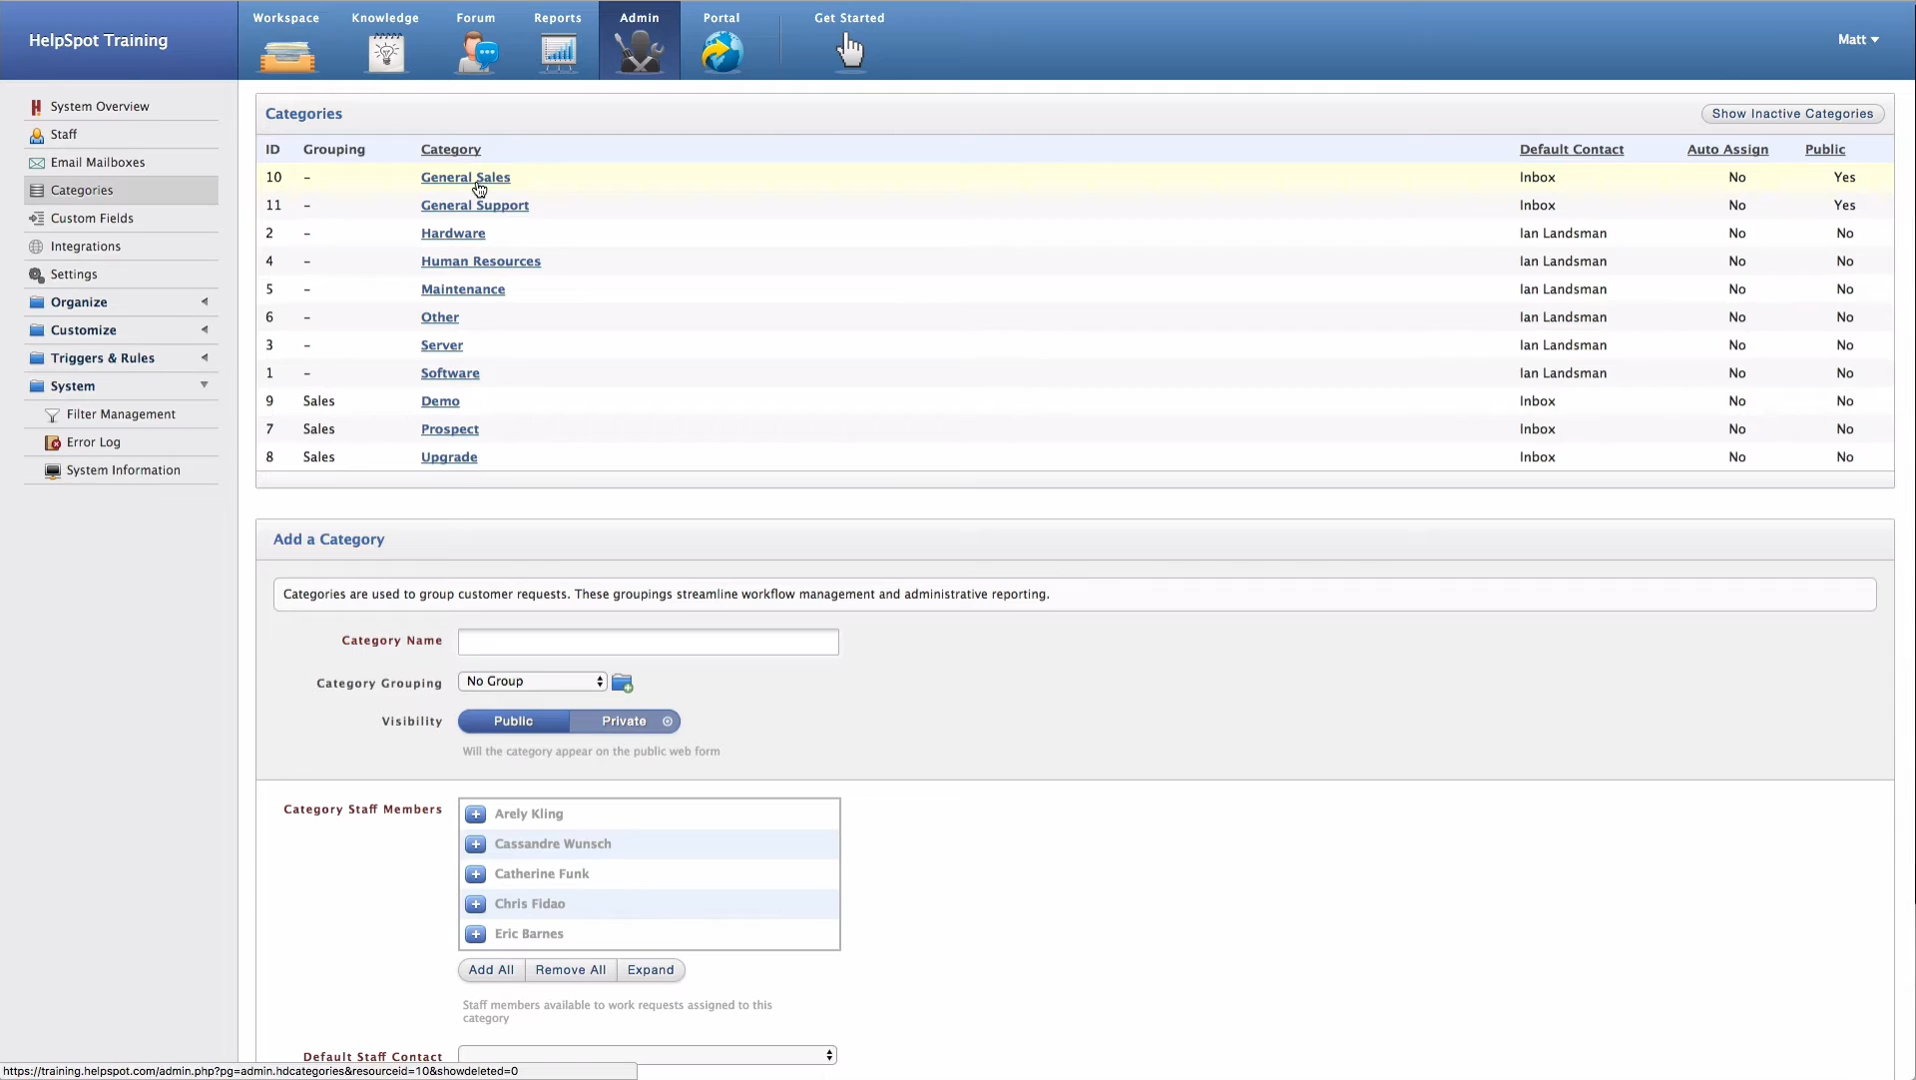 HelpSpot Training
Workspace
Knowledge
Forum
Reports
Admin
Portal
Get Started
Matt
System Overview
Staff
Email Mailboxes
Categories
Custom Fields
Integrations
Settings
Organize
Customize
Triggers & Rules
System
Filter Management
Error Log
System Information
Categories
Show Inactive Categories
ID Grouping Category Default Contact Auto Assign Public
10 – General Sales Inbox No Yes
11 – General Support Inbox No Yes
2 – Hardware Ian Landsman No No
4 – Human Resources Ian Landsman No No
5 – Maintenance Ian Landsman No No
6 – Other Ian Landsman No No
3 – Server Ian Landsman No No
1 – Software Ian Landsman No No
9 Sales Demo Inbox No No
7 Sales Prospect Inbox No No
8 Sales Upgrade Inbox No No
Add a Category
Categories are used to group customer requests. These groupings streamline workflow management and administrative reporting.
Category Name
Category Grouping No Group
Visibility Public Private
Will the category appear on the public web form
Category Staff Members
Arely Kling
Cassandre Wunsch
Catherine Funk
Chris Fidao
Eric Barnes
Add All Remove All Expand
Staff members available to work requests assigned to this
category
Default Staff Contact
https://training.helpspot.com/admin.php?pg=admin.hdcategories&resourceid=10&showdeleted=0